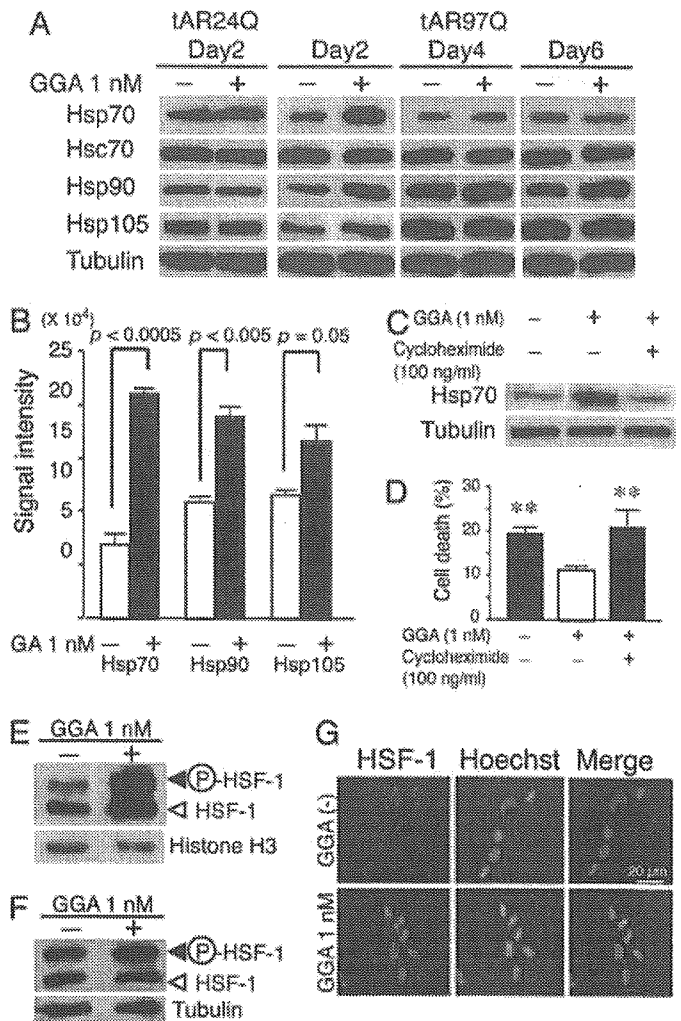 A
tAR24Q tAR97Q
Day2 Day2 Day4 Day6
GGA 1 nM − + − + − + − +
Hsp70
Hsc70
Hsp90
Hsp105
Tubulin
B
(X 10⁴)
p < 0.0005 p < 0.005 p = 0.05
25
20
15
10
5
0
Signal intensity
GA 1 nM − + − + − +
Hsp70 Hsp90 Hsp105
C
GGA (1 nM) − + +
Cycloheximide − − +
(100 ng/ml)
Hsp70
Tubulin
D
Cell death (%)
30
20
10
0
** **
GGA (1 nM) − + +
Cycloheximide − − +
(100 ng/ml)
E
GGA 1 nM
− +
P-HSF-1
HSF-1
Histone H3
F
GGA 1 nM
− +
P-HSF-1
HSF-1
Tubulin
G
HSF-1 Hoechst Merge
GGA (-)
20 µm
GGA 1 nM